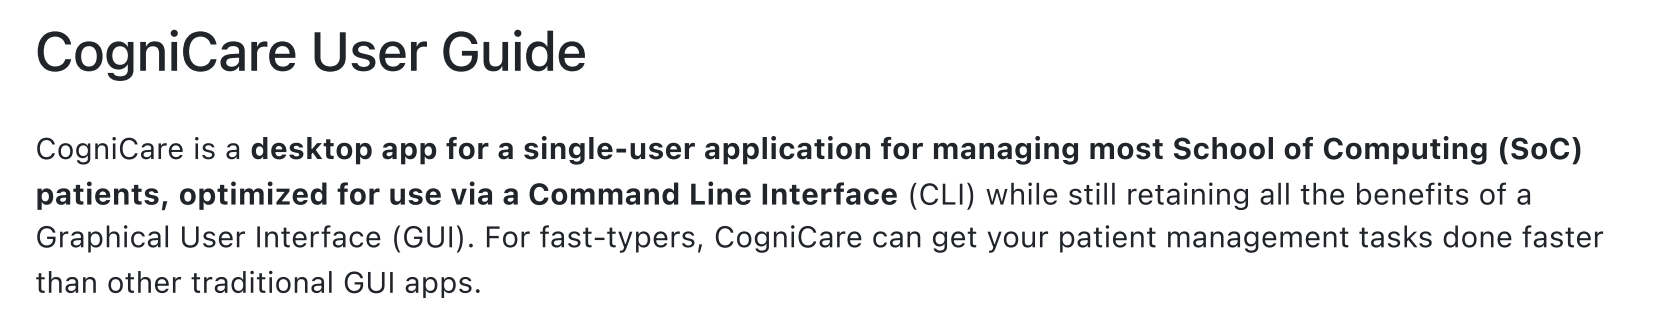 CogniCare User Guide
CogniCare is a desktop app for a single-user application for managing most School of Computing (SoC)
patients, optimized for use via a Command Line Interface (CLI) while still retaining all the benefits of a
Graphical User Interface (GUI). For fast-typers, CogniCare can get your patient management tasks done faster
than other traditional GUI apps.